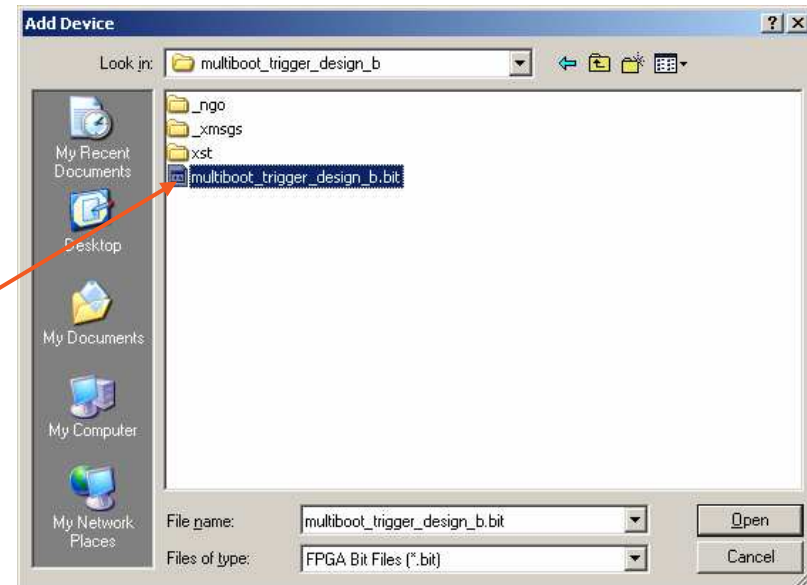 Add Device
Look in: multiboot_trigger_design_b
_ngo
_xmsgs
xst
multiboot_trigger_design_b.bit
My Recent
Documents
Desktop
My Documents
My Computer
My Network
Places
File name: multiboot_trigger_design_b.bit Open
Files of type: FPGA Bit Files (*.bit) Cancel